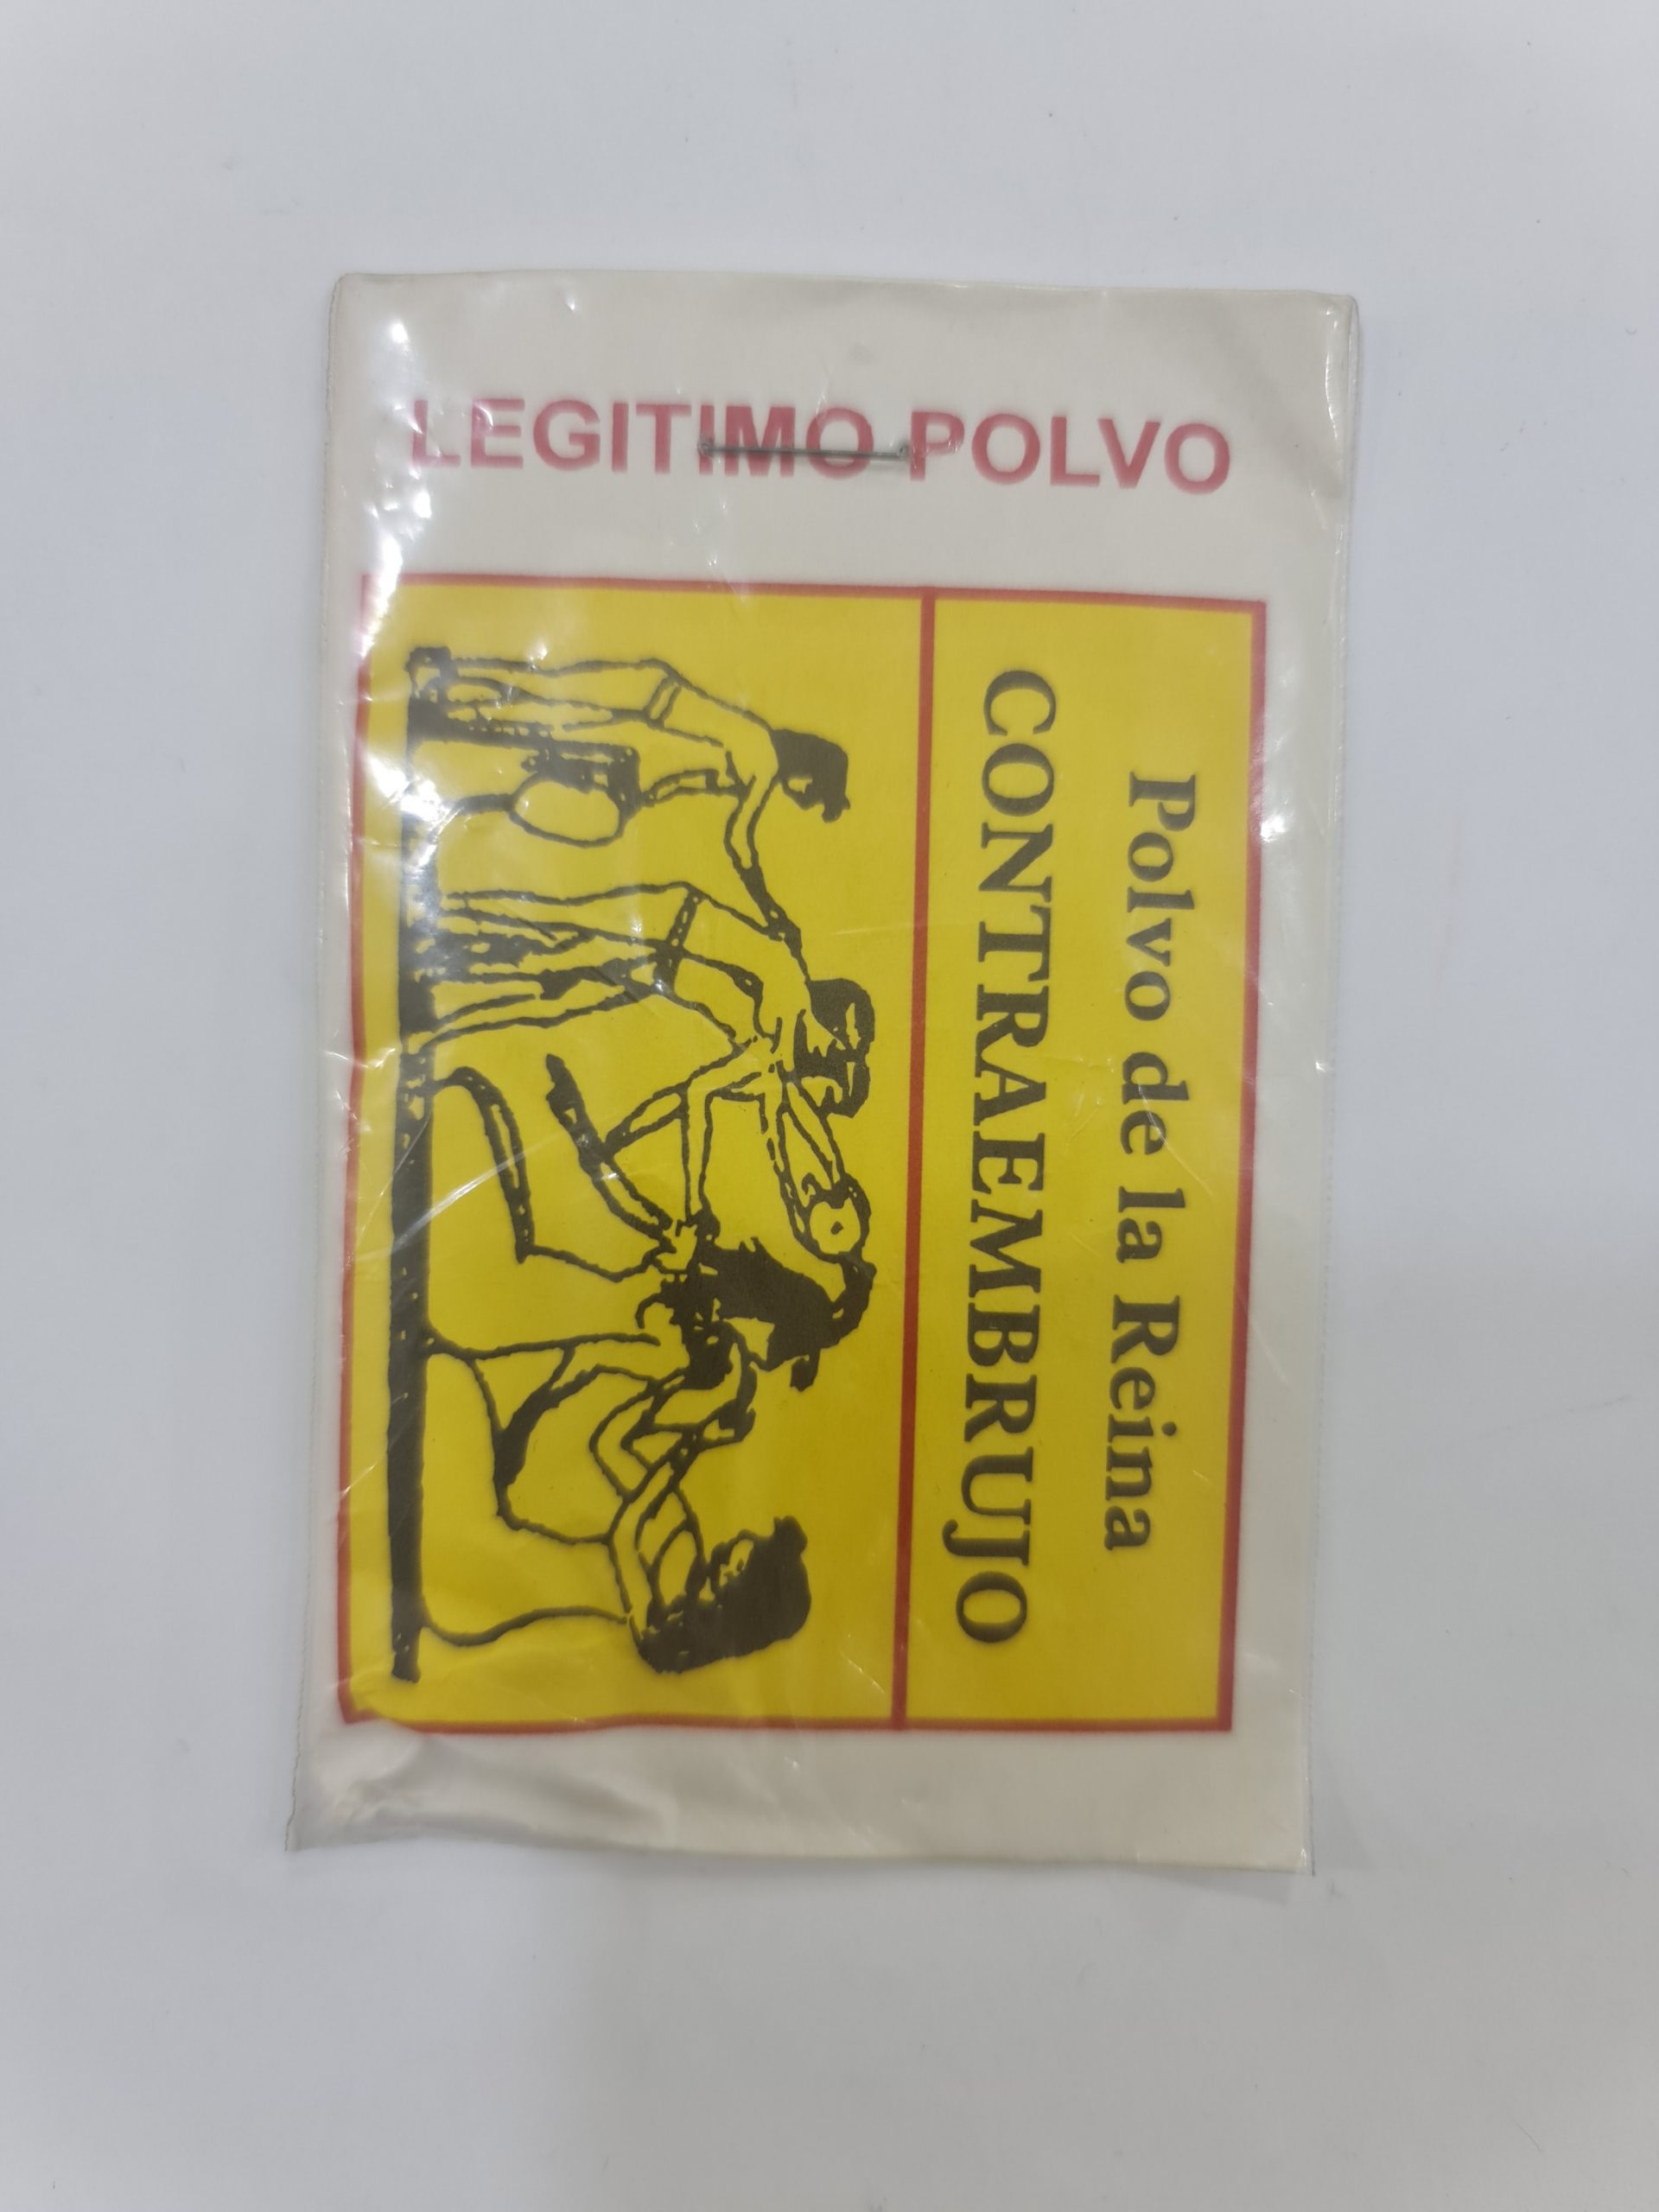 LEGITIMO POLVO
Polvo de la Reina
CONTRAEMBRUJO